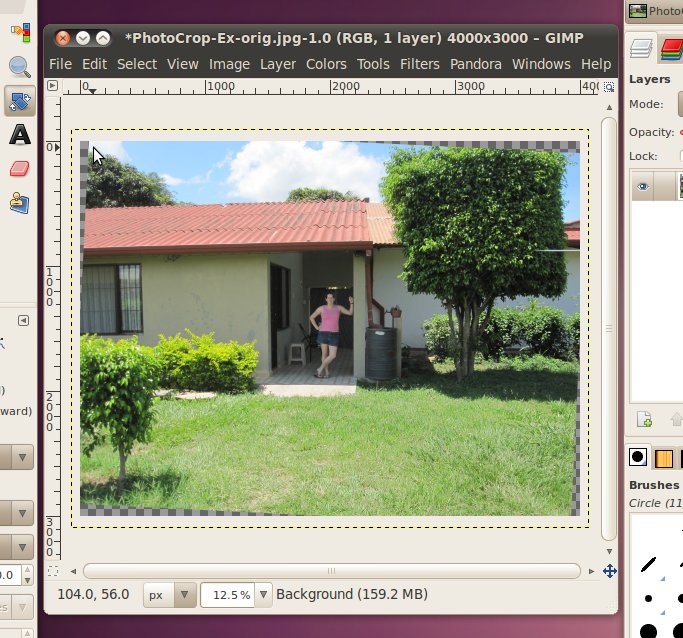 *PhotoCrop-Ex-orig.jpg-1.0 (RGB, 1 layer) 4000x3000 – GIMP
File Edit Select View Image Layer Colors Tools Filters Pandora Windows Help
0 1000 2000 3000 400
0
1000
2000
3000
104.0, 56.0 px 12.5% Background (159.2 MB)
ward)
0.0
Layers
Mode:
Opacity:
Lock:
Brushes
Circle (11